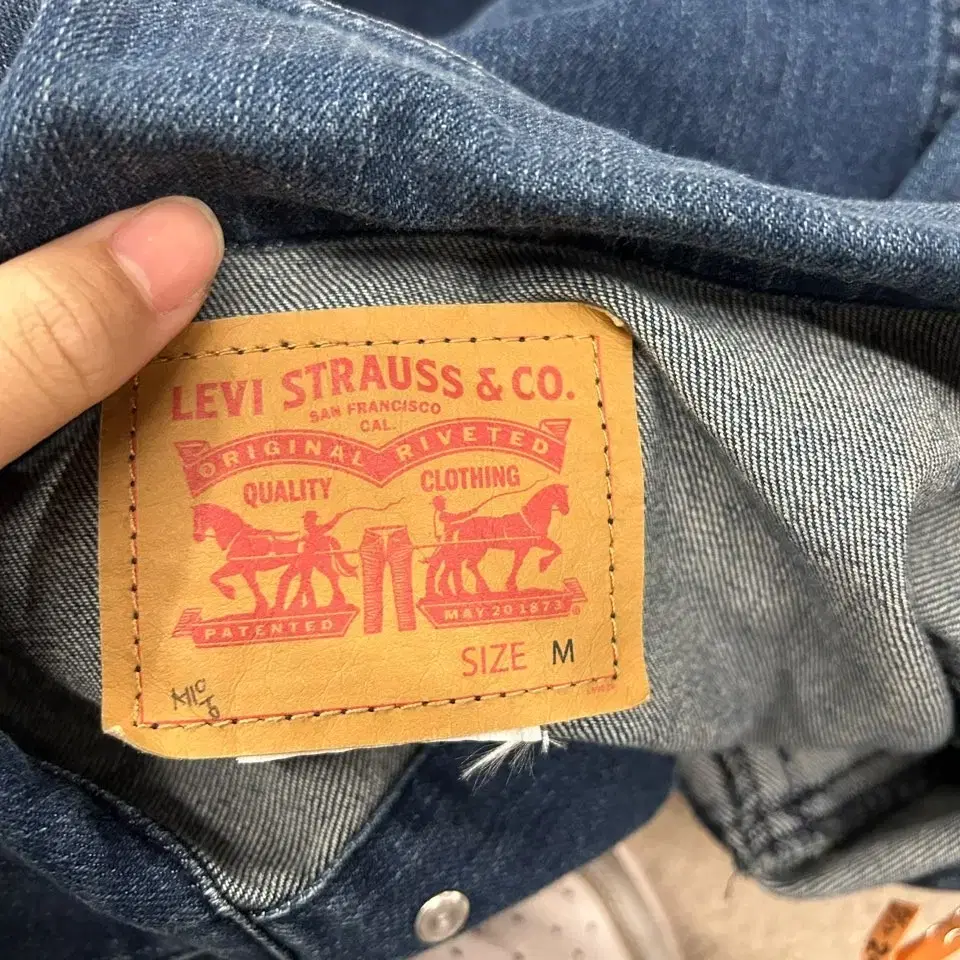 LEVI STRAUSS & CO.
SAN FRANCISCO
CAL.
ORIGINAL RIVETED
QUALITY CLOTHING
PATENTED MAY 20 1873
SIZE M